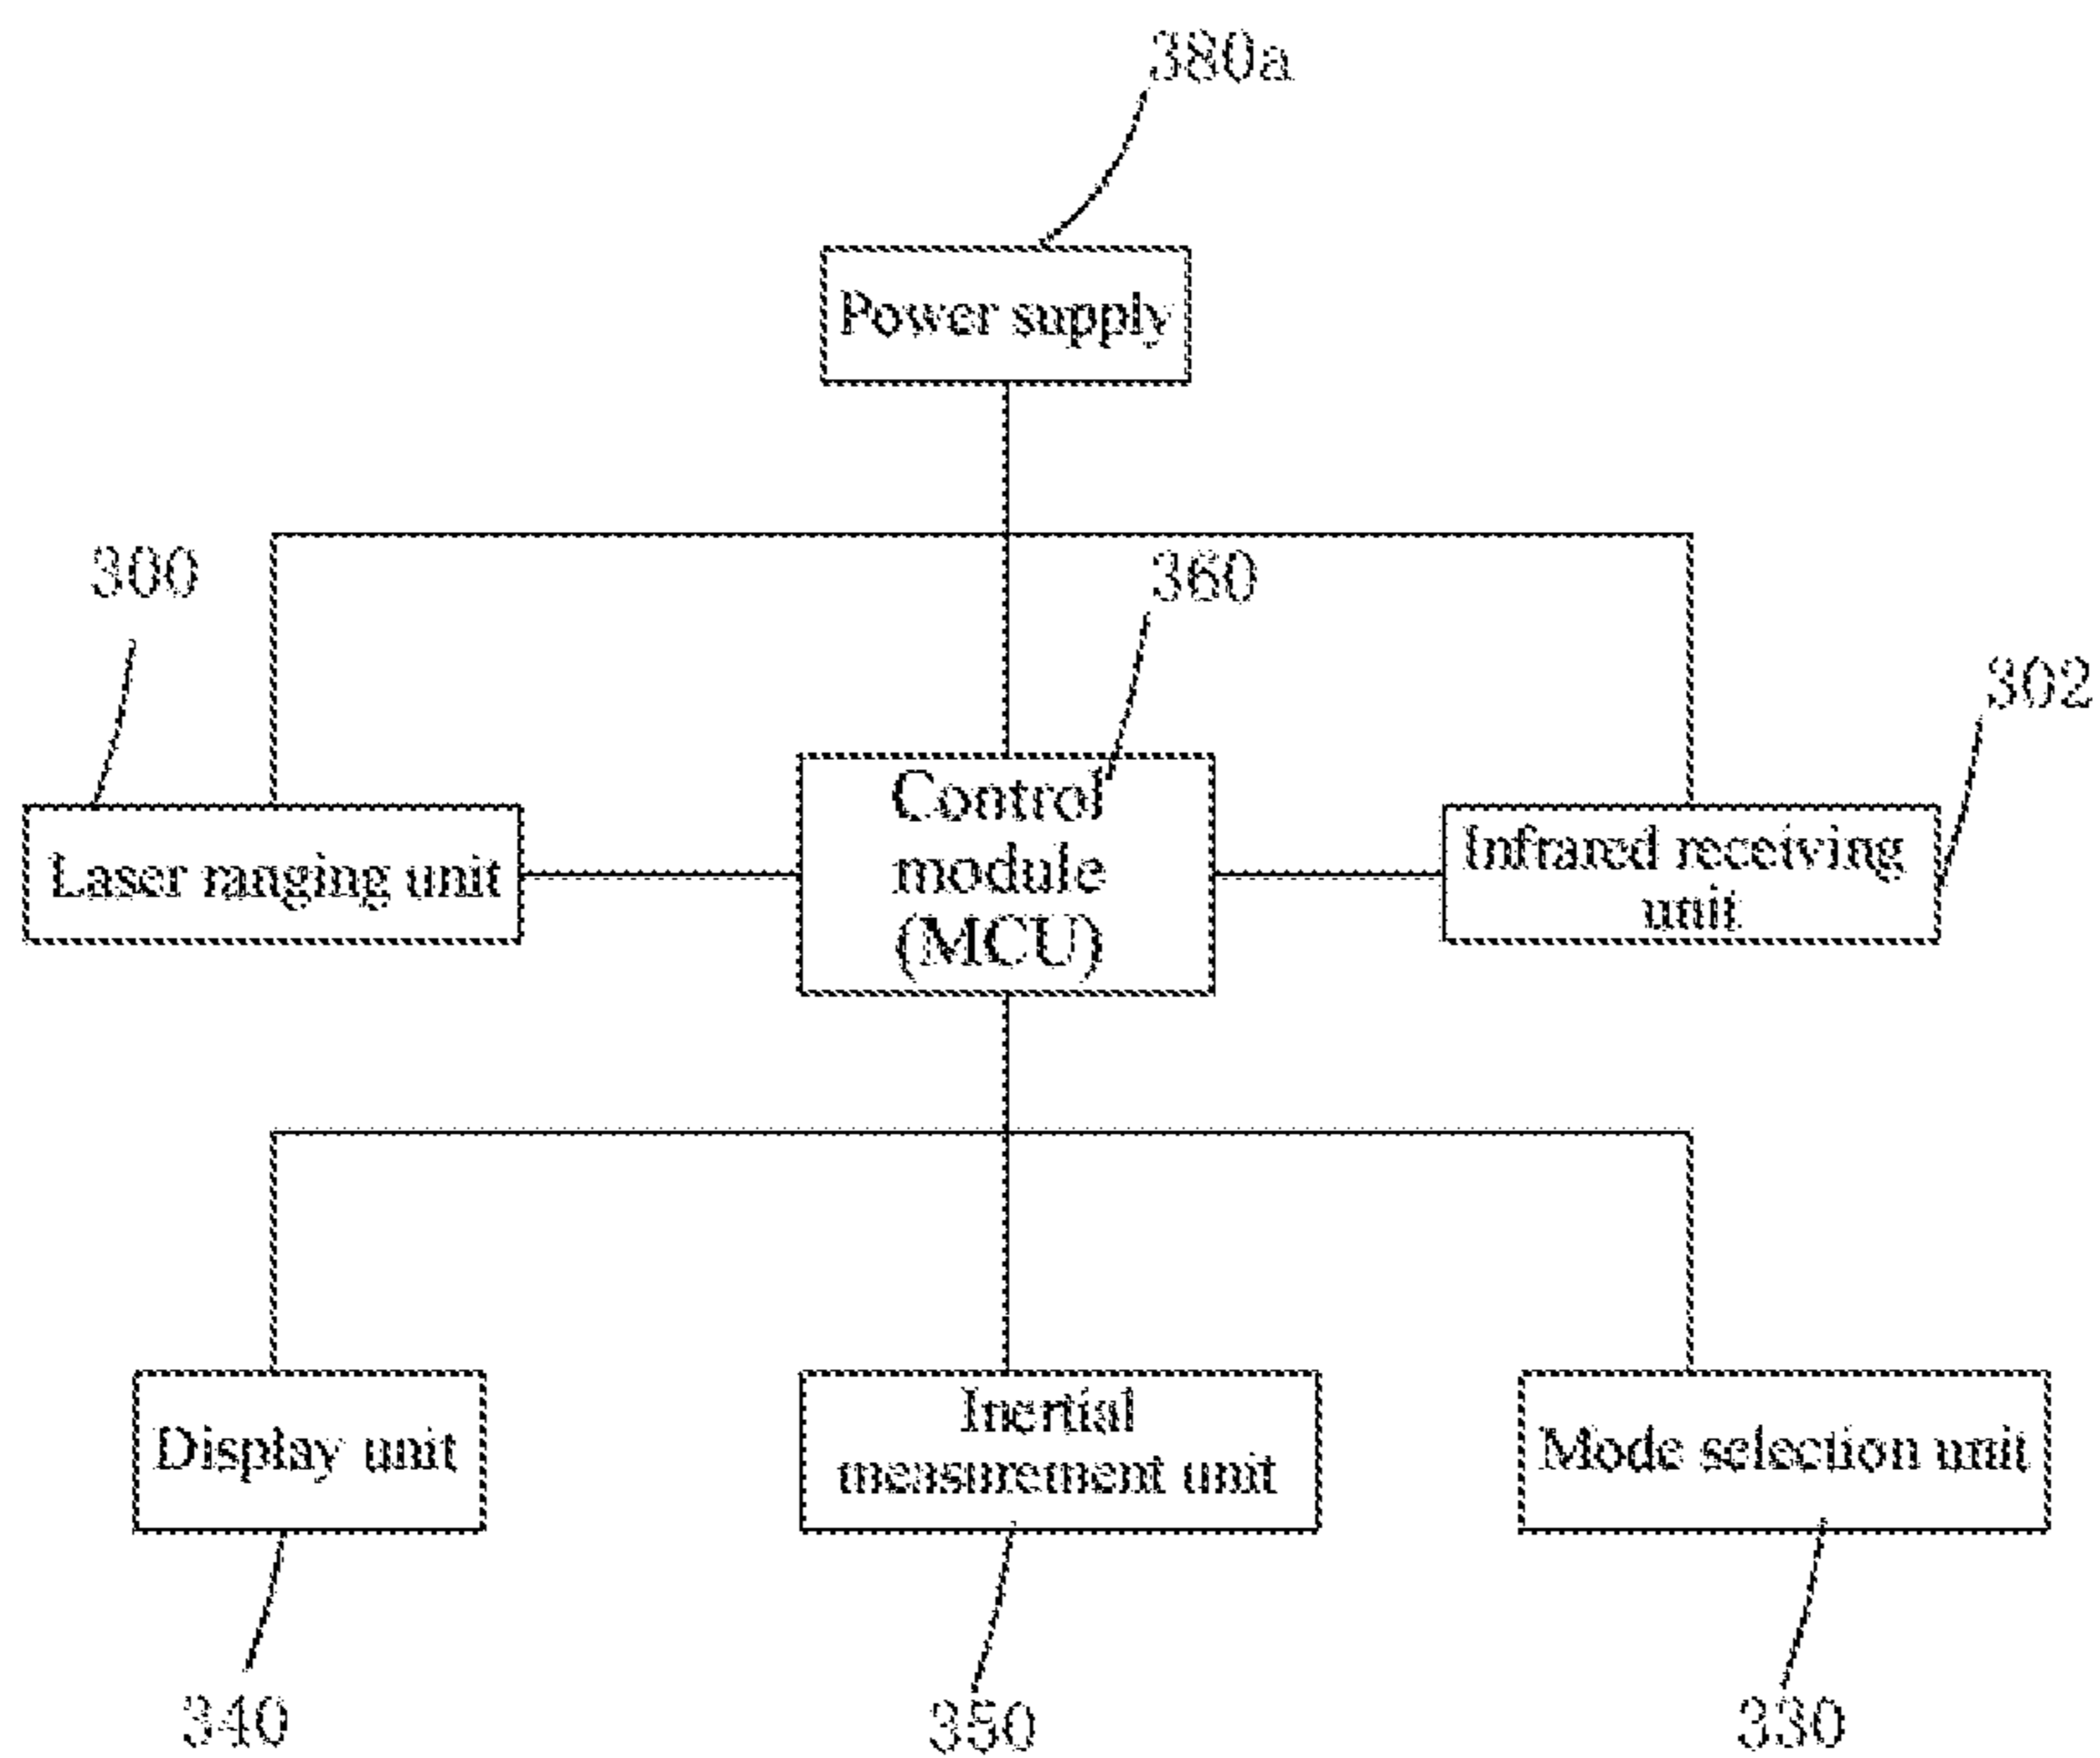 380a
Power supply
300
360
302
Laser ranging unit
Control
module
(MCU)
Infrared receiving
unit
Display unit
Inertial
measurement unit
Mode selection unit
340
350
330